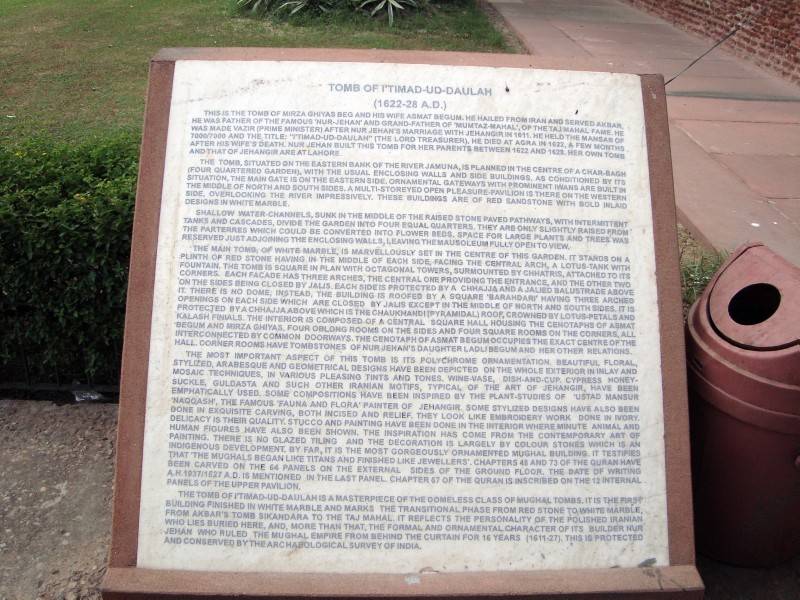 TOMB OF I'TIMAD-UD-DAULAH
(1622-28 A.D.)
THIS IS THE TOMB OF MIRZA GHIYAS BEG AND HIS WIFE ASMAT BEGUM. HE HAILED FROM IRAN AND SERVED AKBAR.
HE WAS FATHER OF THE FAMOUS 'NUR-JEHAN' AND GRAND-FATHER OF 'MUMTAZ-MAHAL', OF THE TAJ MAHAL FAME. HE
WAS MADE VAZIR (PRIME MINISTER) AFTER NUR JEHAN'S MARRIAGE WITH JEHANGIR IN 1611. HE HELD THE MANSAB OF
7000/7000 AND THE TITLE: "I'TIMAD-UD-DAULAH" (THE LORD TREASURER), HE DIED AT AGRA IN 1622, A FEW MONTHS
AFTER HIS WIFE'S DEATH. NUR JEHAN BUILT THIS TOMB FOR HER PARENTS BETWEEN 1622 AND 1628. HER OWN TOMB
AND THAT OF JEHANGIR ARE AT LAHORE.
THE TOMB, SITUATED ON THE EASTERN BANK OF THE RIVER JAMUNA, IS PLANNED IN THE CENTRE OF A CHAR-BAGH
(FOUR QUARTERED GARDEN), WITH THE USUAL ENCLOSING WALLS AND SIDE BUILDINGS. AS CONDITIONED BY ITS
SITUATION, THE MAIN GATE IS ON THE EASTERN SIDE. ORNAMENTAL GATEWAYS WITH PROMINENT IWANS ARE BUILT IN
THE MIDDLE OF NORTH AND SOUTH SIDES. A MULTI-STOREYED OPEN PLEASURE-PAVILION IS THERE ON THE WESTERN
SIDE, OVERLOOKING THE RIVER IMPRESSIVELY. THESE BUILDINGS ARE OF RED SANDSTONE WITH BOLD INLAID
DESIGNS IN WHITE MARBLE.
SHALLOW WATER-CHANNELS, SUNK IN THE MIDDLE OF THE RAISED STONE PAVED PATHWAYS, WITH INTERMITTENT
TANKS AND CASCADES, DIVIDE THE GARDEN INTO FOUR EQUAL QUARTERS. THEY ARE ONLY SLIGHTLY RAISED FROM
THE PARTERRES WHICH COULD BE CONVERTED INTO FLOWER BEDS. SPACE FOR LARGE PLANTS AND TREES WAS
RESERVED JUST ADJOINING THE ENCLOSING WALLS, LEAVING THE MAUSOLEUM FULLY OPEN TO VIEW.
THE MAIN TOMB, OF WHITE MARBLE, IS MARVELLOUSLY SET IN THE CENTRE OF THIS GARDEN. IT STANDS ON A
PLINTH OF RED STONE HAVING IN THE MIDDLE OF EACH SIDE, FACING THE CENTRAL ARCH, A LOTUS-TANK WITH
FOUNTAIN. THE TOMB IS SQUARE IN PLAN WITH OCTAGONAL TOWERS, SURMOUNTED BY CHHATRIS, ATTACHED TO ITS
CORNERS. EACH FACADE HAS THREE ARCHES, THE CENTRAL ONE PROVIDING THE ENTRANCE, AND THE OTHER TWO
ON THE SIDES BEING CLOSED BY JALIS. EACH SIDE IS PROTECTED BY A CHHAJJA AND A JALIED BALUSTRADE ABOVE
IT. THERE IS NO DOME, INSTEAD, THE BUILDING IS ROOFED BY A SQUARE 'BARAHDARI' HAVING THREE ARCHED
OPENINGS ON EACH SIDE WHICH ARE CLOSED BY JALIS EXCEPT IN THE MIDDLE OF NORTH AND SOUTH SIDES. IT IS
PROTECTED BY A CHHAJJA ABOVE WHICH IS THE CHAUKHANDI (PYRAMIDAL) ROOF, CROWNED BY LOTUS-PETALS AND
KALASH FINIALS. THE INTERIOR IS COMPOSED OF A CENTRAL SQUARE HALL HOUSING THE CENOTAPHS OF ASMAT
BEGUM AND MIRZA GHIYAS, FOUR OBLONG ROOMS ON THE SIDES AND FOUR SQUARE ROOMS ON THE CORNERS, ALL
INTERCONNECTED BY COMMON DOORWAYS. THE CENOTAPH OF ASMAT BEGUM OCCUPIES THE EXACT CENTRE OF THE
HALL. CORNER ROOMS HAVE TOMBSTONES OF NUR JEHAN'S DAUGHTER LADLI BEGUM AND HER OTHER RELATIONS.
THE MOST IMPORTANT ASPECT OF THIS TOMB IS ITS POLYCHROME ORNAMENTATION. BEAUTIFUL FLORAL,
STYLIZED, ARABESQUE AND GEOMETRICAL DESIGNS HAVE BEEN DEPICTED ON THE WHOLE EXTERIOR IN INLAY AND
MOSAIC TECHNIQUES, IN VARIOUS PLEASING TINTS AND TONES. WINE-VASE, DISH-AND-CUP, CYPRESS HONEY-
SUCKLE, GULDASTA AND SUCH OTHER IRANIAN MOTIFS, TYPICAL OF THE ART OF JEHANGIR, HAVE BEEN
EMPHATICALLY USED. SOME COMPOSITIONS HAVE BEEN INSPIRED BY THE PLANT-STUDIES OF 'USTAD MANSUR
'NAQQASH', THE FAMOUS 'FAUNA AND FLORA' PAINTER OF JEHANGIR. SOME STYLIZED DESIGNS HAVE ALSO BEEN
DONE IN EXQUISITE CARVING, BOTH INCISED AND RELIEF. THEY LOOK LIKE EMBROIDERY WORK DONE IN IVORY.
DELICACY IS THEIR QUALITY. STUCCO AND PAINTING HAVE BEEN DONE IN THE INTERIOR WHERE MINUTE ANIMAL AND
HUMAN FIGURES HAVE ALSO BEEN SHOWN. THE INSPIRATION HAS COME FROM THE CONTEMPORARY ART OF
PAINTING. THERE IS NO GLAZED TILING AND THE DECORATION IS LARGELY BY COLOUR STONES WHICH IS AN
INDIGENOUS DEVELOPMENT. BY FAR, IT IS THE MOST GORGEOUSLY ORNAMENTED MUGHAL BUILDING. IT TESTIFIES
THAT 'THE MUGHALS BEGAN LIKE TITANS AND FINISHED LIKE JEWELLERS'. CHAPTERS 48 AND 73 OF THE QURAN HAVE
BEEN CARVED ON THE 64 PANELS ON THE EXTERNAL SIDES OF THE GROUND FLOOR. THE DATE OF WRITING
A.H.1037/1627 A.D. IS MENTIONED IN THE LAST PANEL. CHAPTER 67 OF THE QURAN IS INSCRIBED ON THE 12 INTERNAL
PANELS OF THE UPPER PAVILION.
THE TOMB OF I'TIMAD-UD-DAULAH IS A MASTERPIECE OF THE DOMELESS CLASS OF MUGHAL TOMBS. IT IS THE FIRST
BUILDING FINISHED IN WHITE MARBLE AND MARKS THE TRANSITIONAL PHASE FROM RED STONE TO WHITE MARBLE,
FROM AKBAR'S TOMB SIKANDARA TO THE TAJ MAHAL. IT REFLECTS THE PERSONALITY OF THE POLISHED IRANIAN
WHO LIES BURIED HERE, AND, MORE THAN THAT, THE FORMAL AND ORNAMENTAL CHARACTER OF ITS BUILDER NUR
JEHAN WHO RULED THE MUGHAL EMPIRE FROM BEHIND THE CURTAIN FOR 16 YEARS (1611-27). THIS IS PROTECTED
AND CONSERVED BY THE ARCHAEOLOGICAL SURVEY OF INDIA.